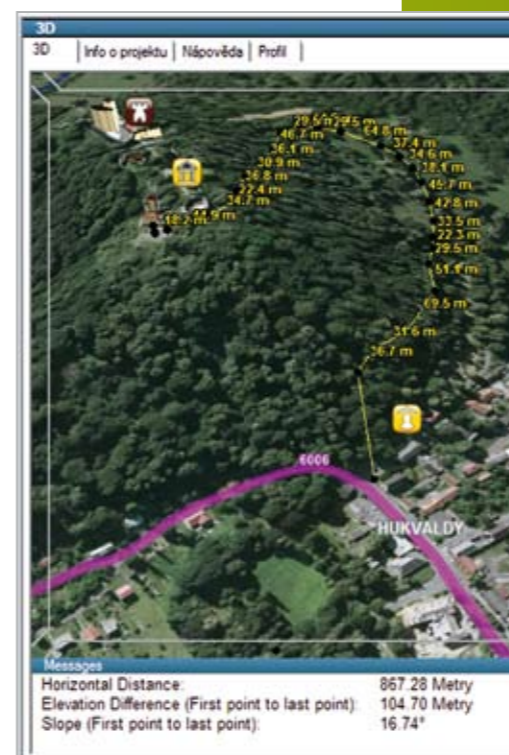 3D
3D Info o projektu Nápověda Profil
64.8 m
46.7 m
37.4 m
36.1 m
34.6 m
30.9 m
38.1 m
36.8 m
45.7 m
22.4 m
42.8 m
34.7 m
33.5 m
18.2 m
22.3 m
29.5 m
51.1 m
69.5 m
31.6 m
36.7 m
6006
HUKVALDY
Messages
Horizontal Distance: 867.28 Metry
Elevation Difference (First point to last point): 104.70 Metry
Slope (First point to last point): 16.74°